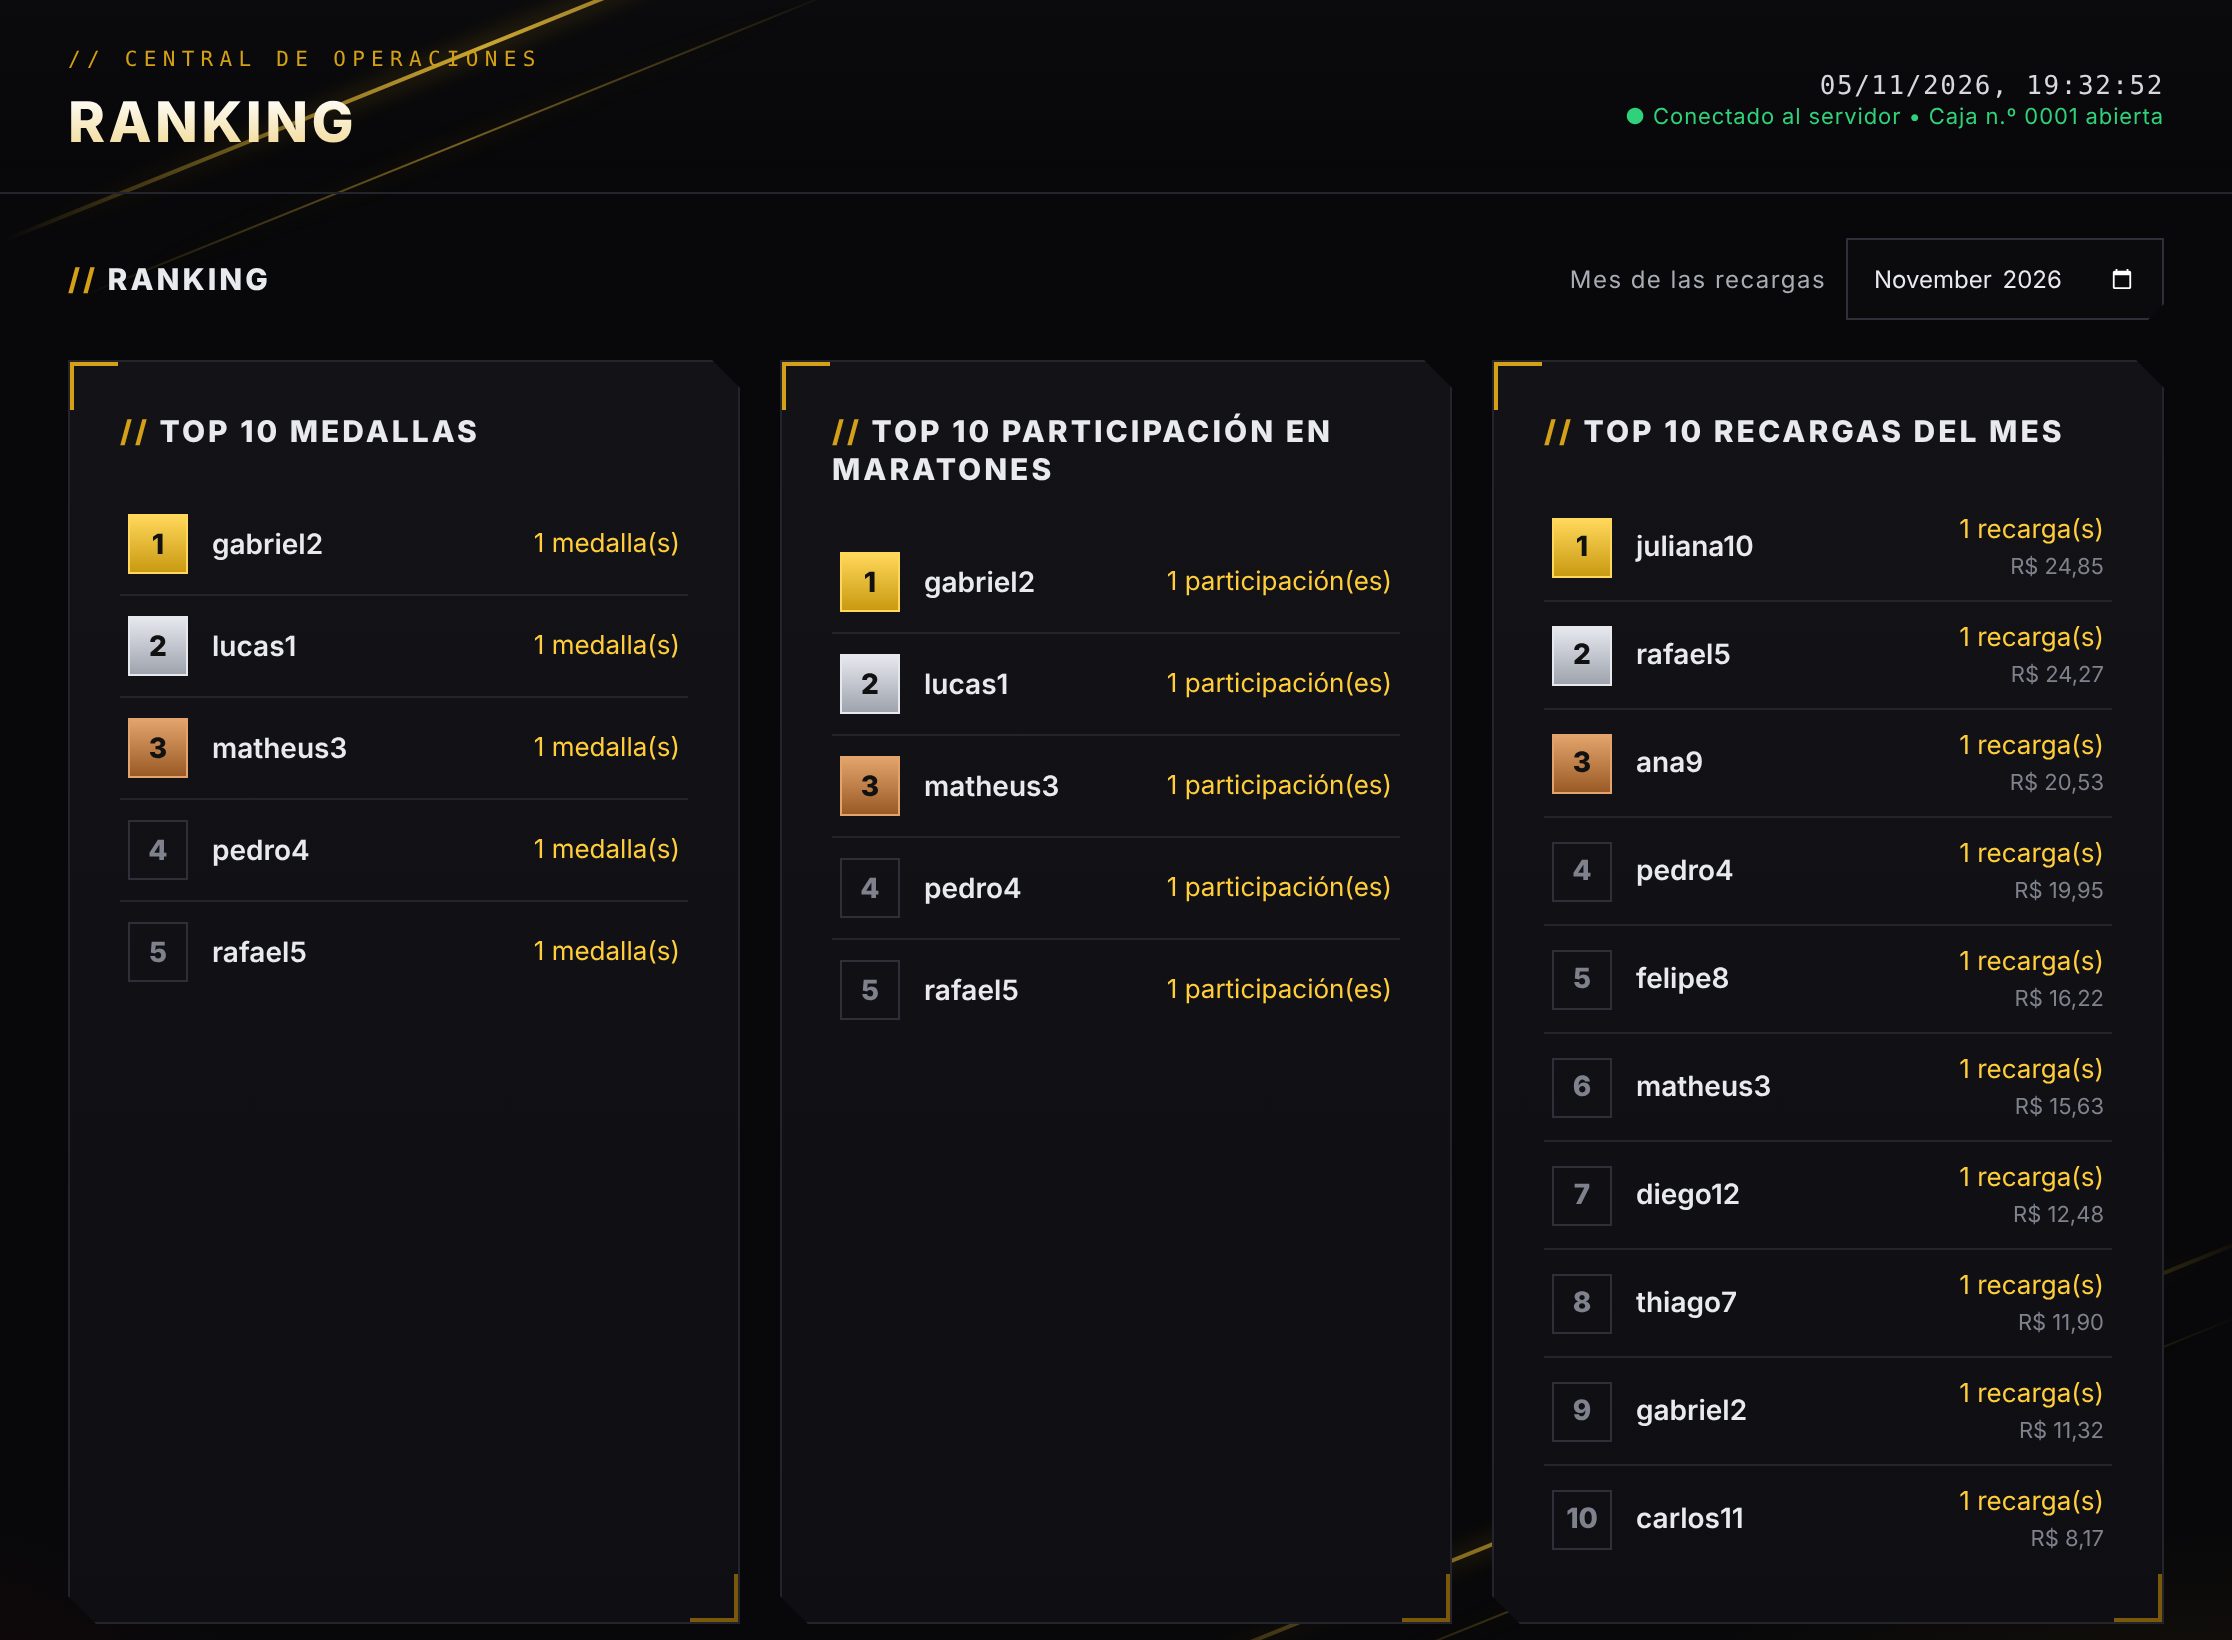 // CENTRAL DE OPERACIONES
RANKING
05/11/2026, 19:32:52
Conectado al servidor • Caja n.º 0001 abierta
// RANKING
Mes de las recargas
November 2026
// TOP 10 MEDALLAS
1 gabriel2 1 medalla(s)
2 lucas1 1 medalla(s)
3 matheus3 1 medalla(s)
4 pedro4 1 medalla(s)
5 rafael5 1 medalla(s)
// TOP 10 PARTICIPACIÓN EN
MARATONES
1 gabriel2 1 participación(es)
2 lucas1 1 participación(es)
3 matheus3 1 participación(es)
4 pedro4 1 participación(es)
5 rafael5 1 participación(es)
// TOP 10 RECARGAS DEL MES
1 juliana10 1 recarga(s)
R$ 24,85
2 rafael5 1 recarga(s)
R$ 24,27
3 ana9 1 recarga(s)
R$ 20,53
4 pedro4 1 recarga(s)
R$ 19,95
5 felipe8 1 recarga(s)
R$ 16,22
6 matheus3 1 recarga(s)
R$ 15,63
7 diego12 1 recarga(s)
R$ 12,48
8 thiago7 1 recarga(s)
R$ 11,90
9 gabriel2 1 recarga(s)
R$ 11,32
10 carlos11 1 recarga(s)
R$ 8,17